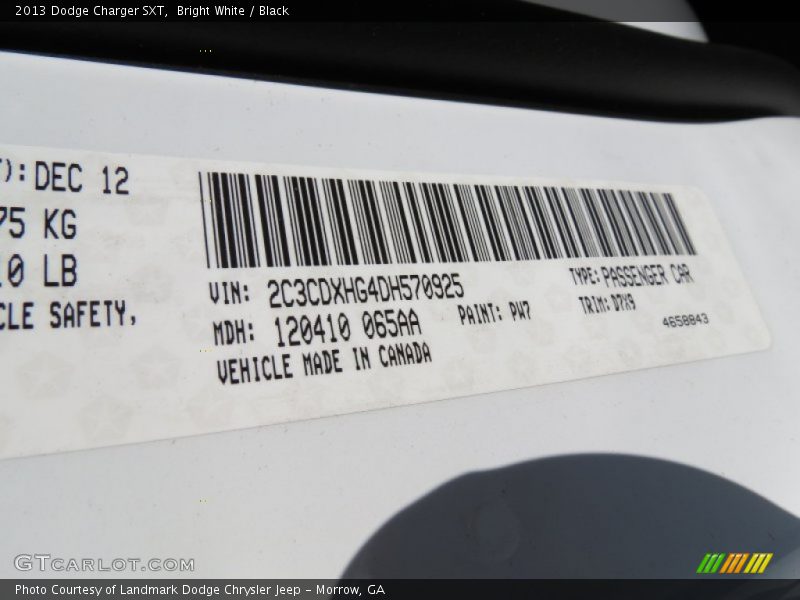 2013 Dodge Charger SXT,  Bright White / Black
T): DEC 12
75 KG
10 LB
CLE SAFETY,
VIN: 2C3CDXHG4DH570925
TYPE: PASSENGER CAR
MDH: 120410 065AA
PAINT: PW7
TRIM: D7X9
4658843
VEHICLE MADE IN CANADA
GTCARLOT.COM
Photo Courtesy of Landmark Dodge Chrysler Jeep – Morrow, GA